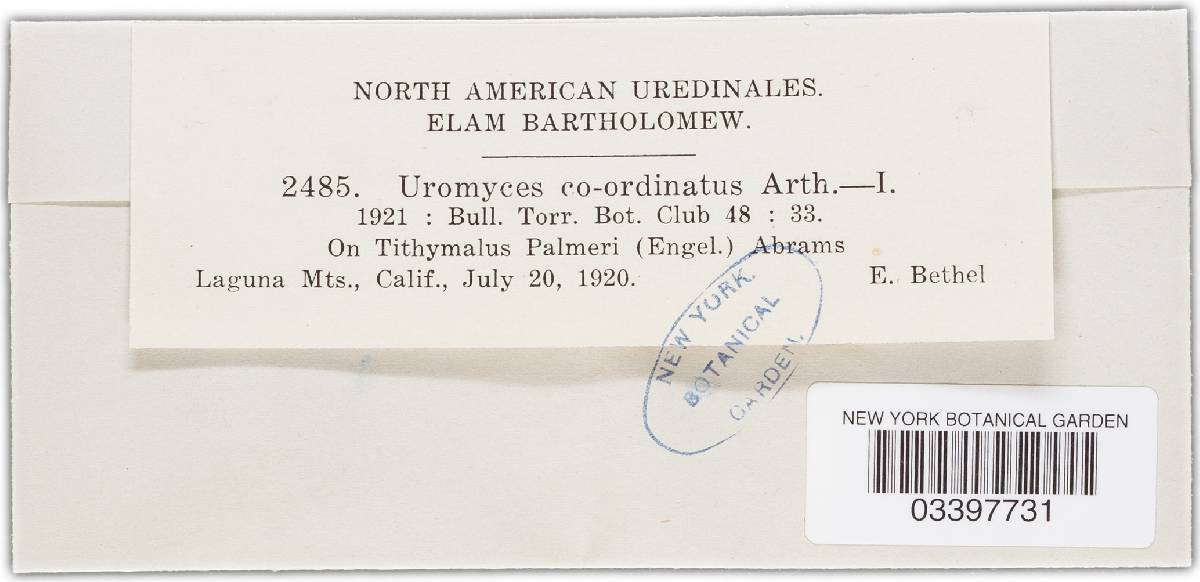 NORTH AMERICAN UREDINALES.
ELAM BARTHOLOMEW.
2485. Uromyces co-ordinatus Arth.—I.
1921 : Bull. Torr. Bot. Club 48 : 33.
On Tithymalus Palmeri (Engel.) Abrams
Laguna Mts., Calif., July 20, 1920. E. Bethel
NEW YORK.
BOTANICAL
GARDEN.
NEW YORK BOTANICAL GARDEN
03397731